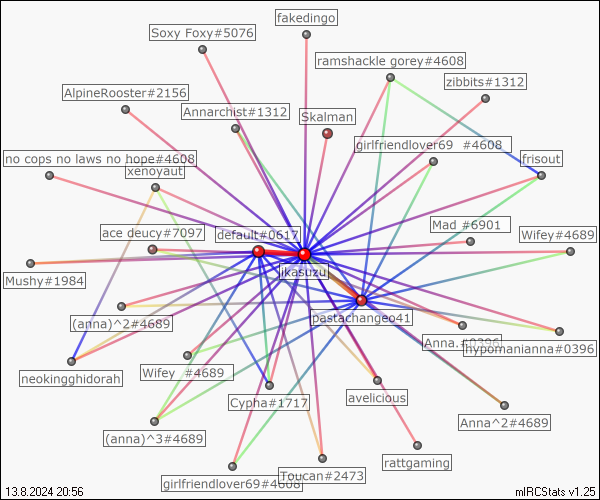 fakedingo
Soxy Foxy#5076
ramshackle gorey#4608
zibbits#1312
AlpineRooster#2156
Annarchist#1312
Skalman
girlfriendlover69 #4608
no cops no laws no hope#4608
frisout
xenoyaut
ace deucy#7097
default#0617
Mad #6901
Wifey#4689
jikasuzu
Mushy#1984
pastachangeo41
(anna)^2#4689
Anna.#0396
hypomanianna#0396
neokingghidorah
Wifey #4689
Cypha#1717
avelicious
Anna^2#4689
(anna)^3#4689
rattgaming
Toucan#2473
girlfriendlover69#4608
13.8.2024 20:56
mIRCStats v1.25